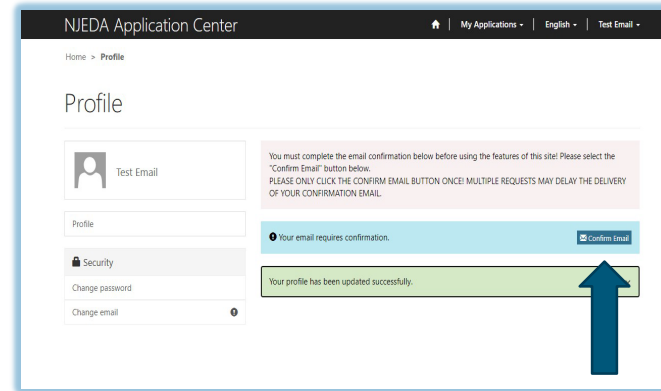 NJEDA Application Center
My Applications
English
Test Email
Home > Profile
Profile
Test Email
Profile
Security
Change password
Change email
You must complete the email confirmation below before using the features of this site! Please select the
"Confirm Email" button below.
PLEASE ONLY CLICK THE CONFIRM EMAIL BUTTON ONCE! MULTIPLE REQUESTS MAY DELAY THE DELIVERY
OF YOUR CONFIRMATION EMAIL.
Your email requires confirmation.
Confirm Email
Your profile has been updated successfully.